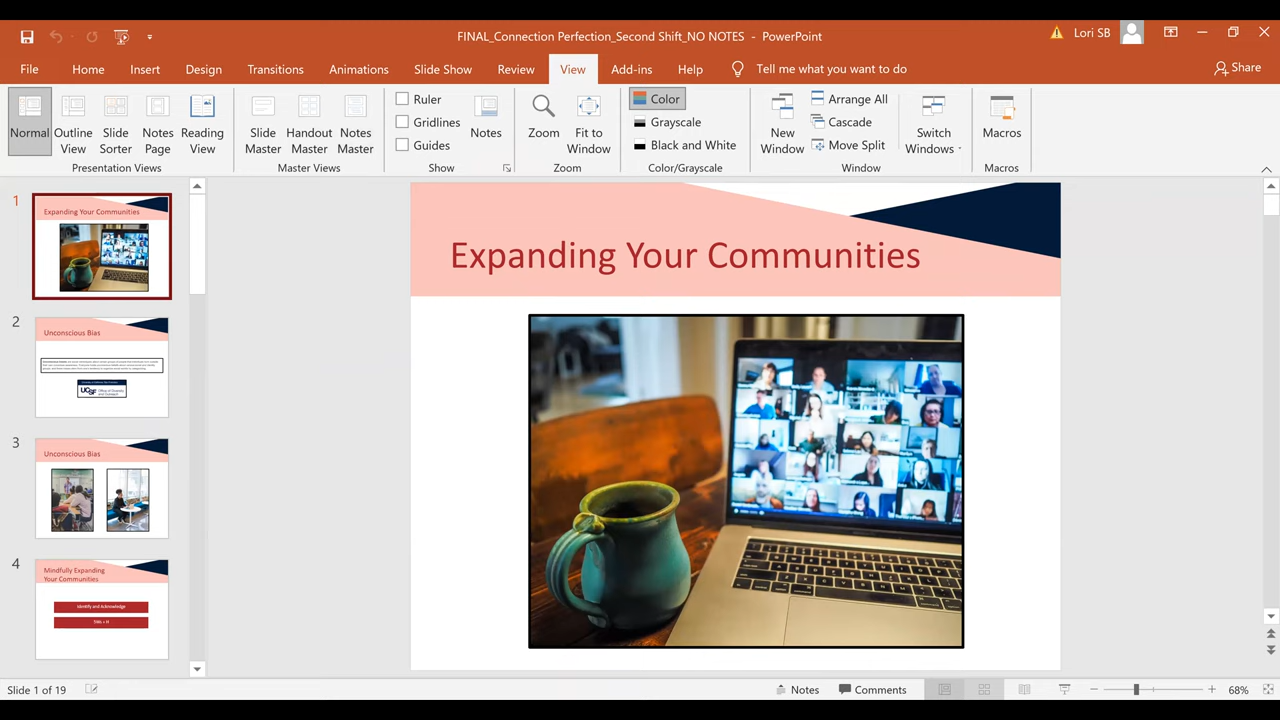 FINAL_Connection Perfection_Second Shift_NO NOTES - PowerPoint
Lori SB
File Home Insert Design Transitions Animations Slide Show Review View Add-ins Help Tell me what you want to do
Share
Normal
Outline View
Slide Sorter
Notes Page
Reading View
Presentation Views
Slide Master
Handout Master
Notes Master
Master Views
Ruler
Gridlines
Guides
Notes
Show
Zoom
Fit to Window
Zoom
Color
Grayscale
Black and White
Color/Grayscale
New Window
Arrange All
Cascade
Move Split
Switch Windows
Window
Macros
Macros
1
Expanding Your Communities
2
Unconscious Bias
UCSF
3
Unconscious Bias
4
Mindfully Expanding
Your Communities
Identify and Acknowledge
Expanding Your Communities
Slide 1 of 19
Notes
Comments
68%